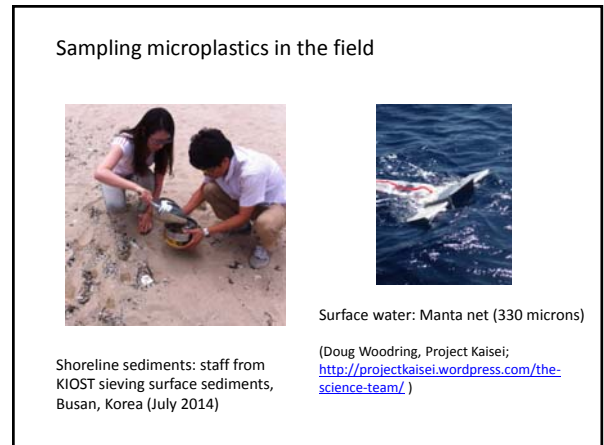 Sampling microplastics in the field
Shoreline sediments: staff from
KIOST sieving surface sediments,
Busan, Korea (July 2014)
Surface water: Manta net (330 microns)
(Doug Woodring, Project Kaisei;
http://projectkaisei.wordpress.com/the-
science-team/ )